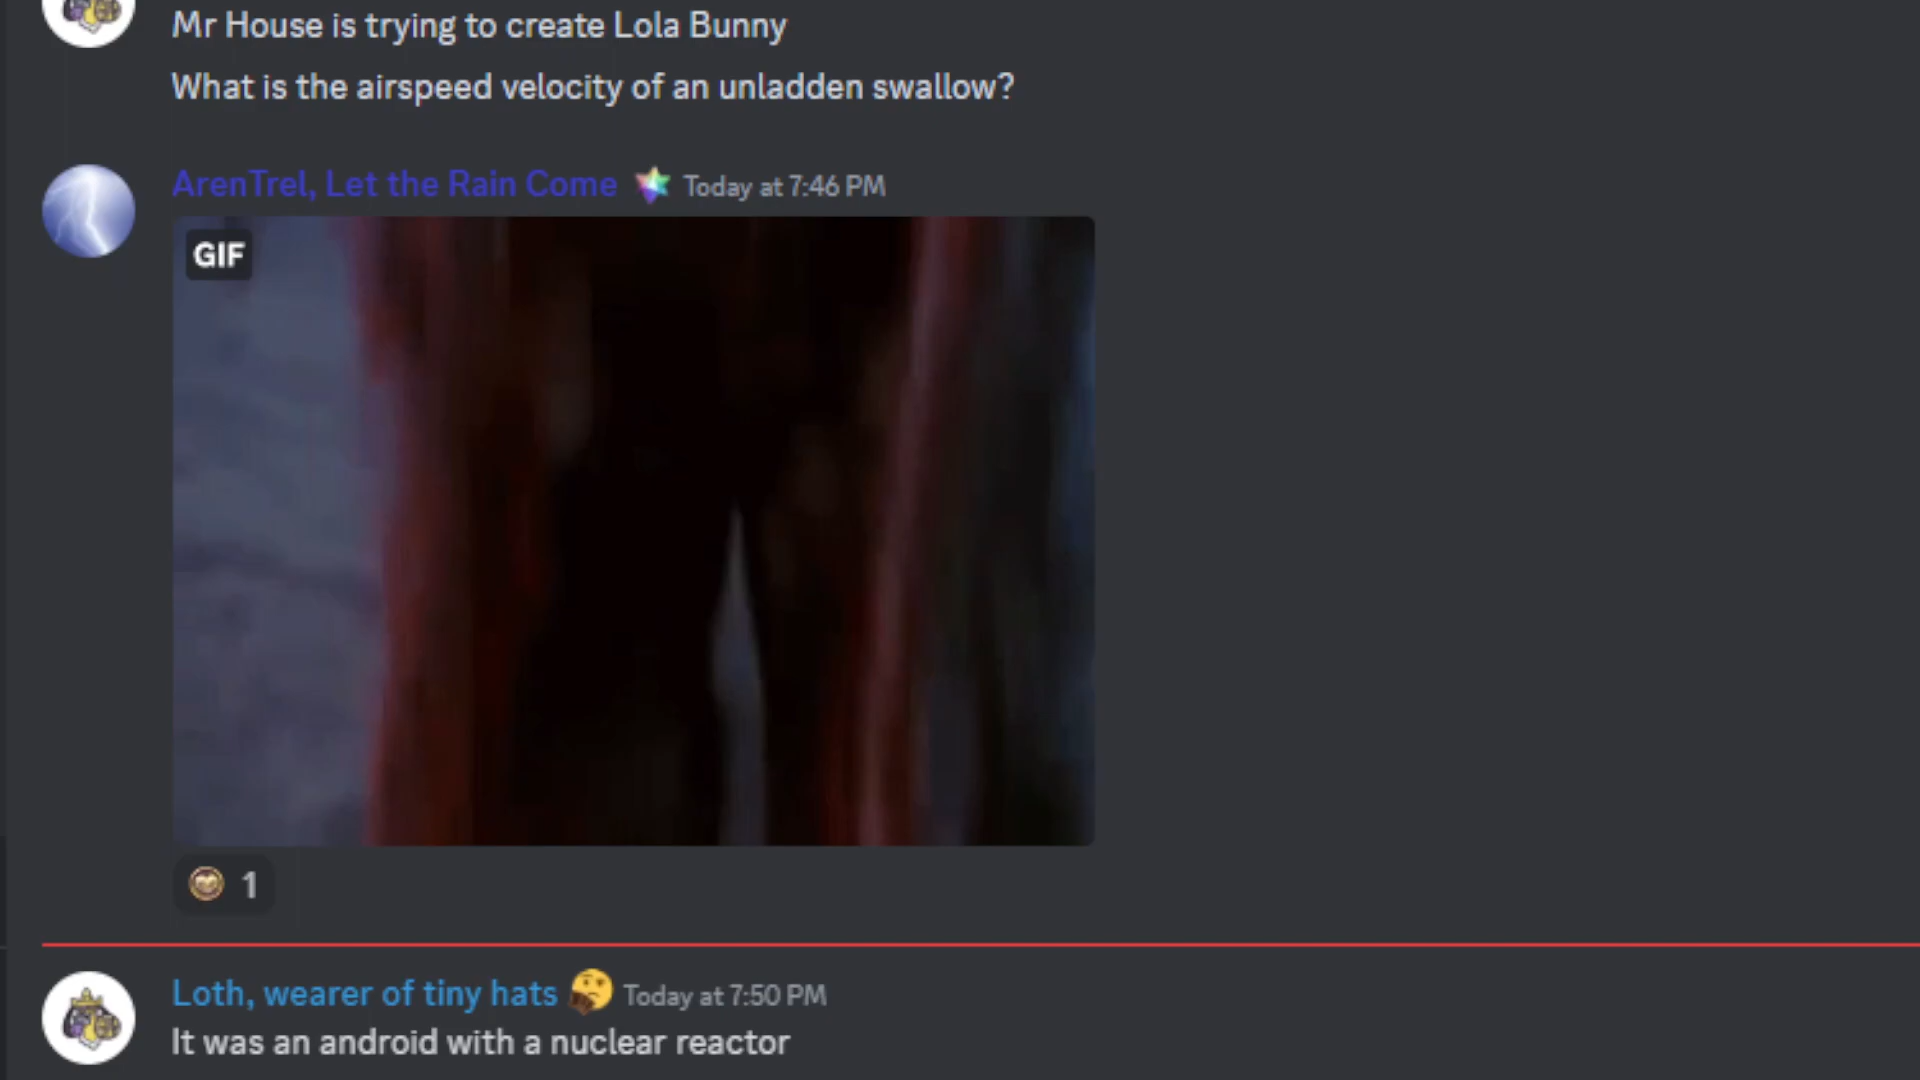 Mr House is trying to create Lola Bunny
What is the airspeed velocity of an unladden swallow?
ArenTrel, Let the Rain Come Today at 7:46 PM
GIF
1
Loth, wearer of tiny hats Today at 7:50 PM
It was an android with a nuclear reactor